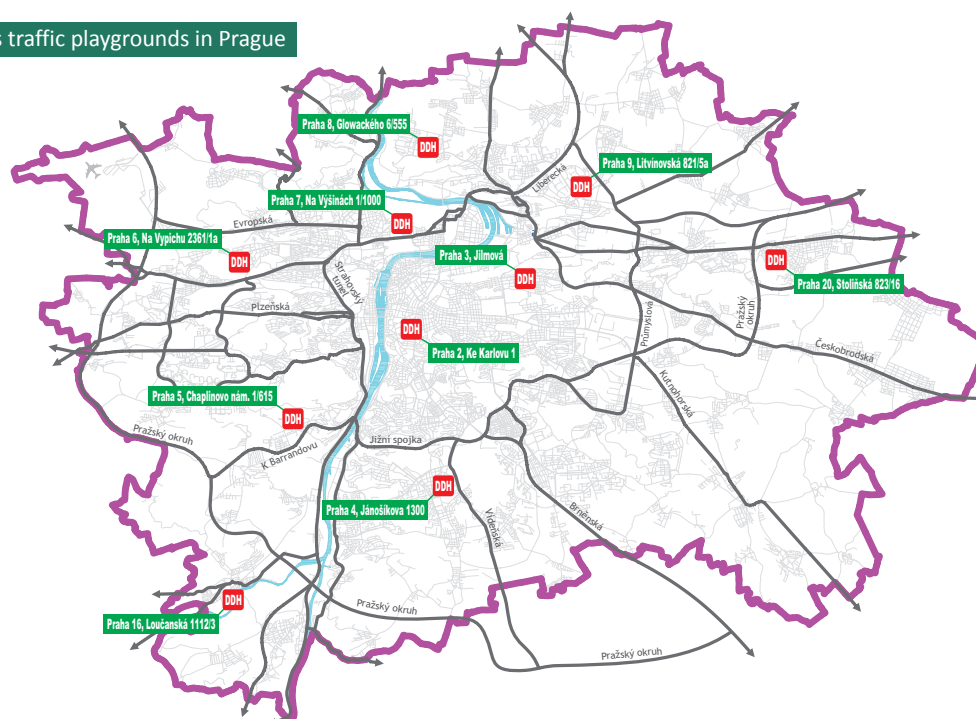 s traffic playgrounds in Prague
Praha 8, Glowackého 6/555
DDH
Praha 9, Litvínovská 821/5a
DDH
Liberecká
Praha 7, Na Výšinách 1/1000
DDH
Evropská
Praha 6, Na Vypichu 2361/1a
DDH
Praha 3, Jilmová
DDH
DDH
Praha 20, Stoliňská 823/16
Strahovský
tunel
Plzeňská
Pražský
okruh
Průmyslová
DDH
Praha 2, Ke Karlovu 1
Českobrodská
Kutnohorská
Praha 5, Chaplinovo nám. 1/615
DDH
Pražský okruh
K Barrandovu
Jižní spojka
DDH
Praha 4, Jánošíkova 1300
Vídeňská
Brněnská
DDH
Praha 16, Loučanská 1112/3
Pražský okruh
Pražský okruh